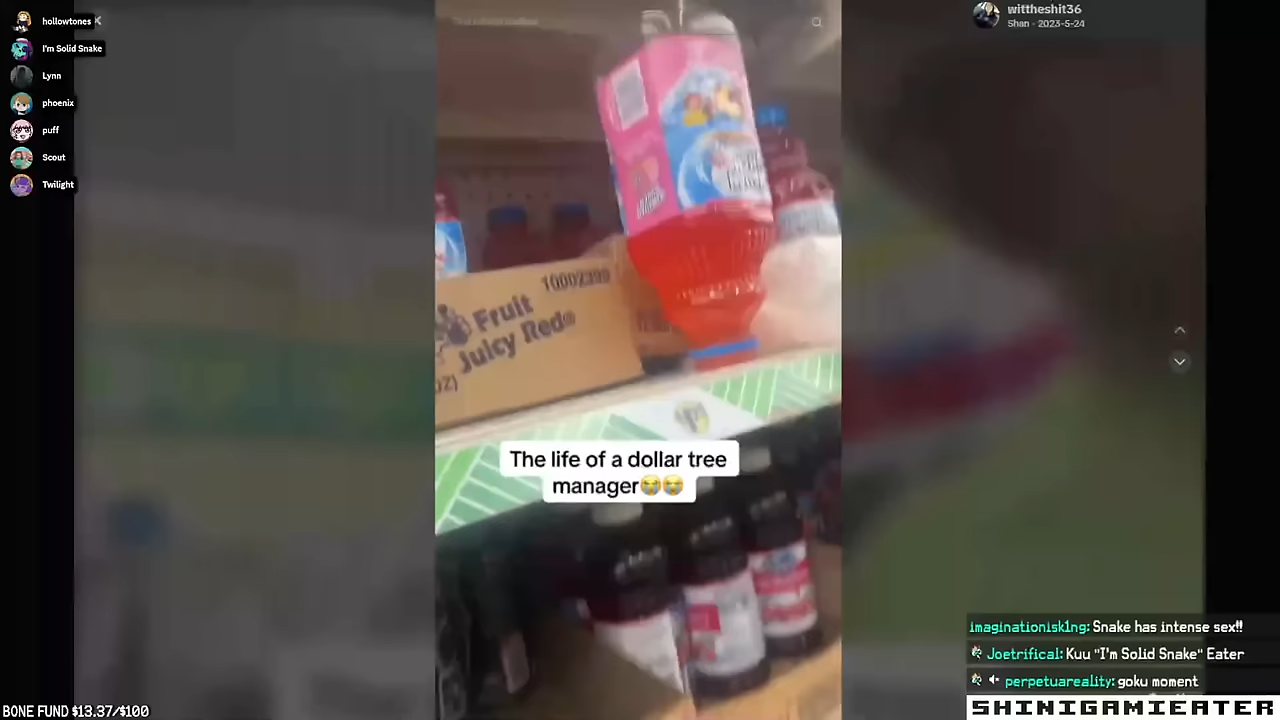 hollowtones
I'm Solid Snake
Lynn
phoenix
puff
Scout
Twilight
wittheshit36
Shan · 2023-5-24
10002399
Fruit
Juicy Red®
OZ)
The life of a dollar tree
manager😭😭
imaginationisk1ng: Snake has intense sex!!
Joetrifical: Kuu "I'm Solid Snake" Eater
perpetuareality: goku moment
SHINIGAMIEATER
BONE FUND $13.37/$100